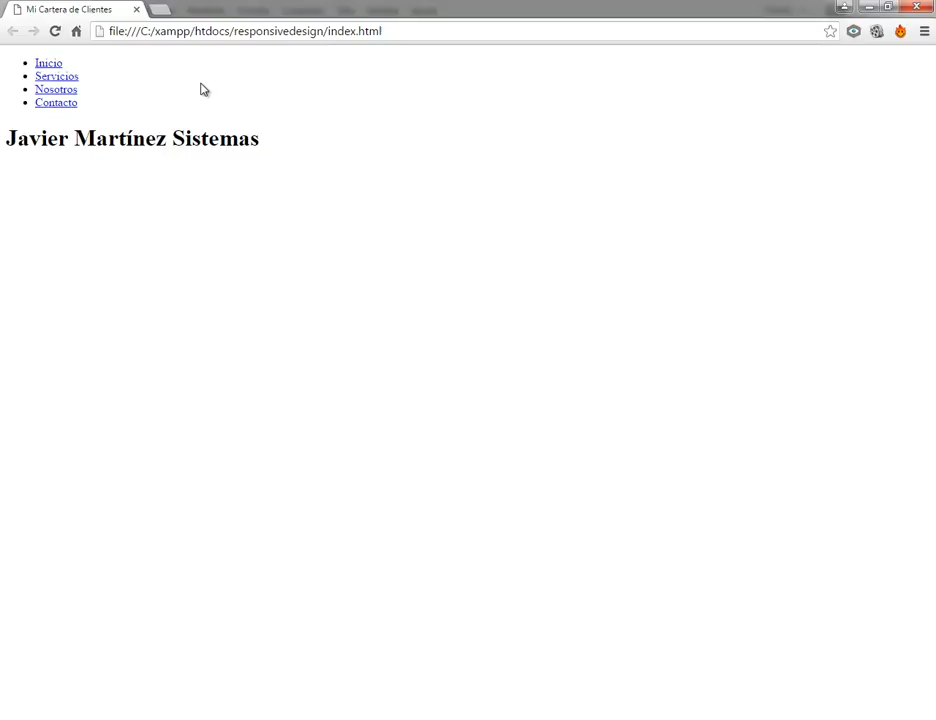 Mi Cartera de Clientes
file:///C:/xampp/htdocs/responsivedesign/index.html
Inicio
Servicios
Nosotros
Contacto
Javier Martínez Sistemas